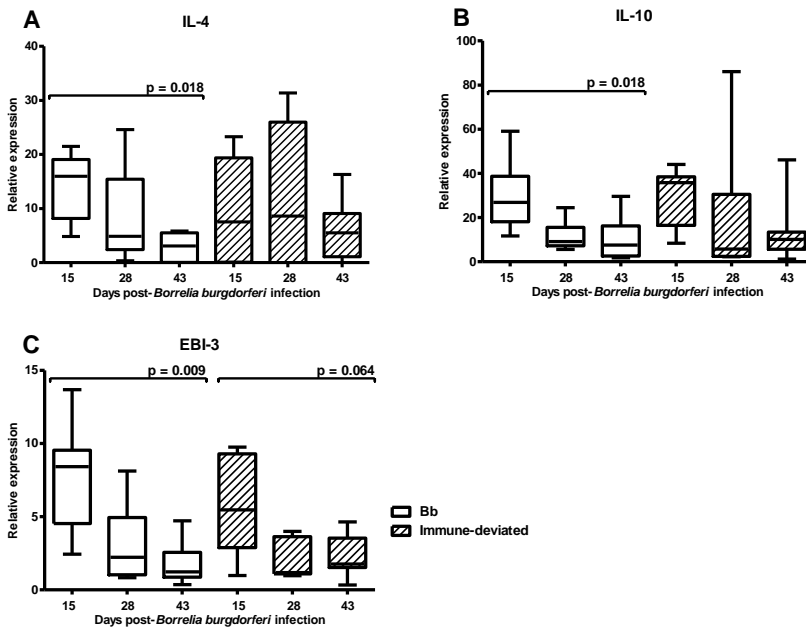 A
IL-4
40
30
20
10
0
Relative expression
p = 0.018
15 28 43 15 28 43
Days post-Borrelia burgdorferi infection
B
IL-10
100
80
60
40
20
0
Relative expression
p = 0.018
15 28 43 15 28 43
Days post-Borrelia burgdorferi infection
C
EBI-3
15
10
5
0
Relative expression
p = 0.009 p = 0.064
15 28 43 15 28 43
Days post-Borrelia burgdorferi infection
Bb
Immune-deviated